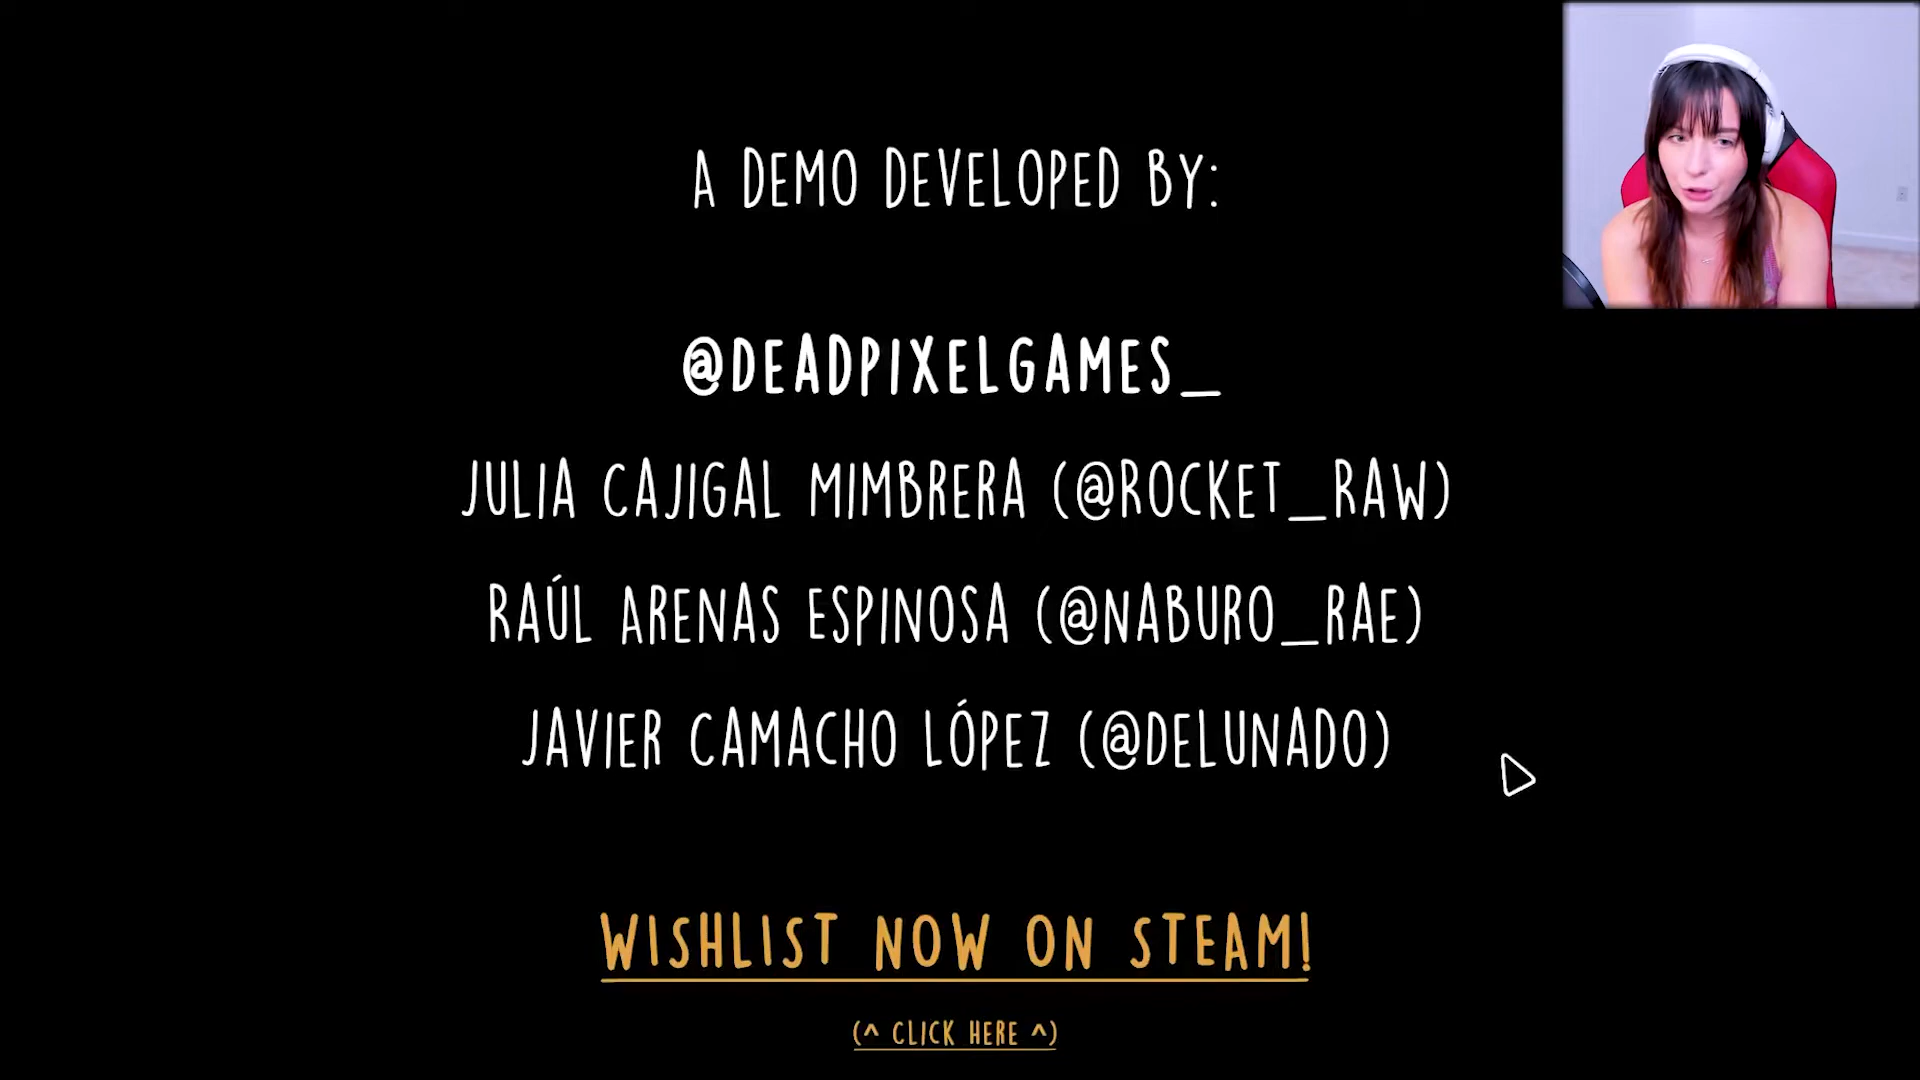 A DEMO DEVELOPED BY:
@DEADPIXELGAMES_
JULIA CAJIGAL MIMBRERA (@ROCKET_RAW)
RAÚL ARENAS ESPINOSA (@NABURO_RAE)
JAVIER CAMACHO LÓPEZ (@DELUNADO)
WISHLIST NOW ON STEAM!
(^ CLICK HERE ^)